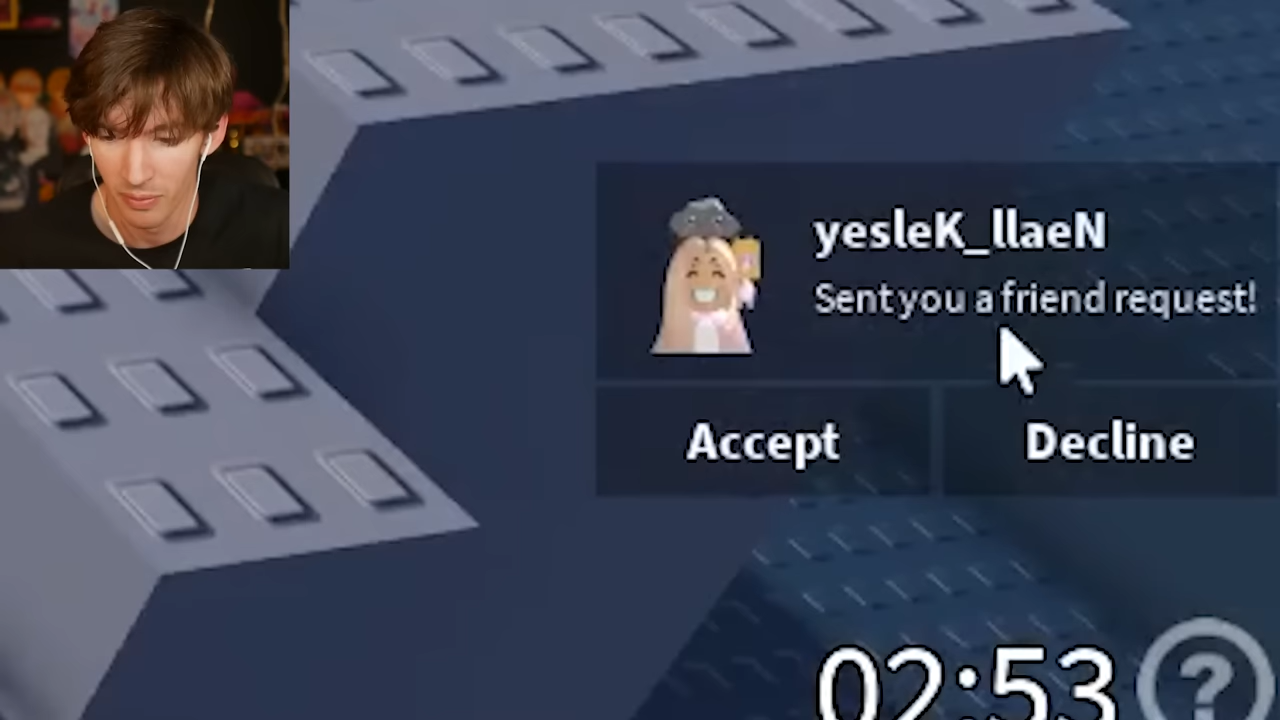 yesleK_llaeN
Sent you a friend request!
Accept
Decline
02:53
?